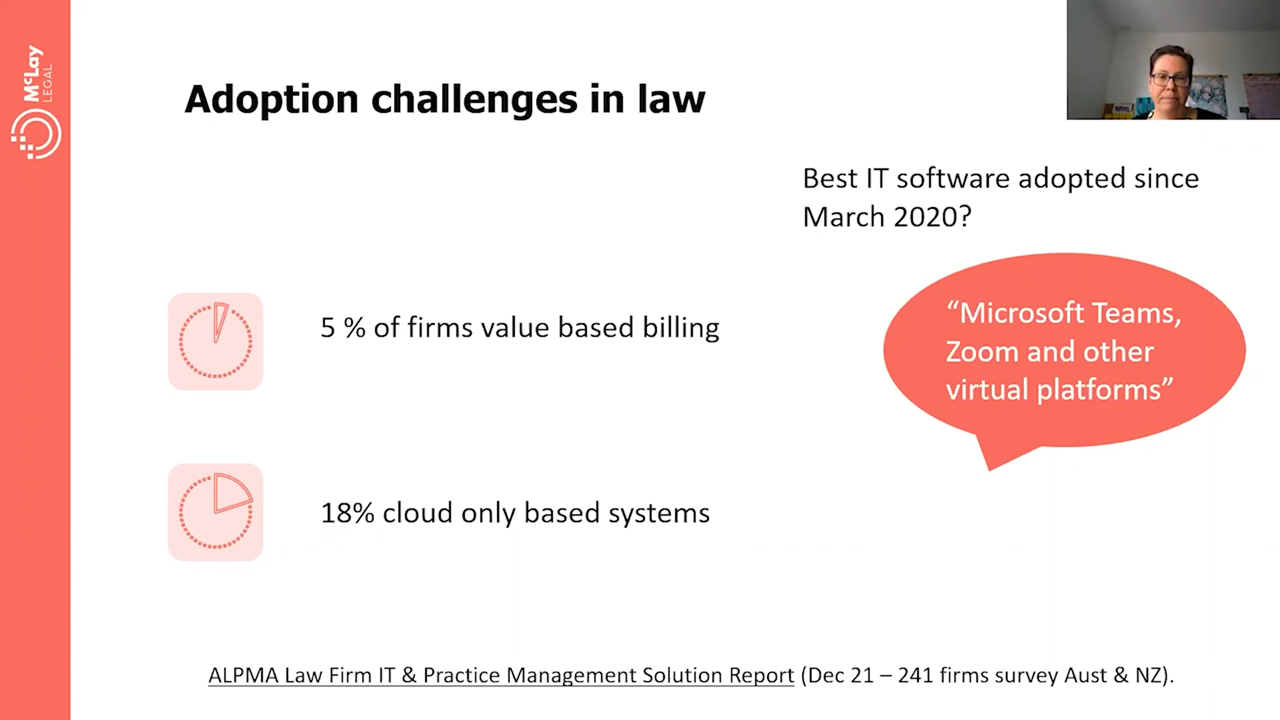 McLay
LEGAL
Adoption challenges in law
Best IT software adopted since
March 2020?
5 % of firms value based billing
“Microsoft Teams,
Zoom and other
virtual platforms”
18% cloud only based systems
ALPMA Law Firm IT & Practice Management Solution Report (Dec 21 – 241 firms survey Aust & NZ).